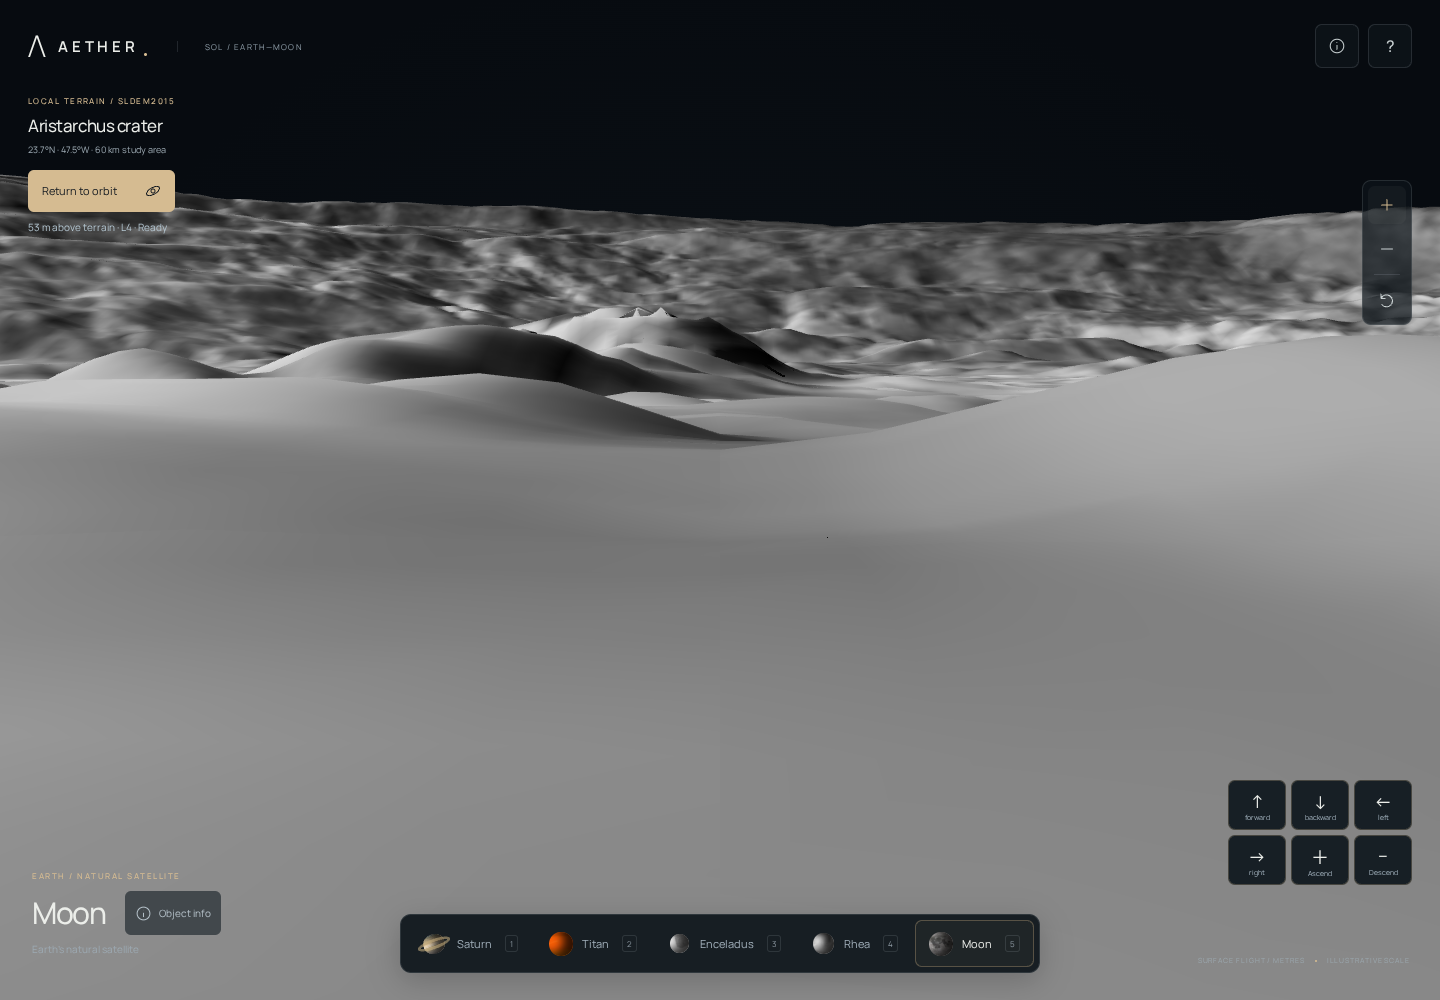 AETHER.
SOL / EARTH—MOON
?
LOCAL TERRAIN / SLDEM2015
Aristarchus crater
23.7°N · 47.5°W · 60 km study area
Return to orbit
53 m above terrain · L4 · Ready
forward
backward
left
right
Ascend
Descend
EARTH / NATURAL SATELLITE
Moon
Object info
Earth's natural satellite
Saturn 1
Titan 2
Enceladus 3
Rhea 4
Moon 5
SURFACE FLIGHT / METRES • ILLUSTRATIVE SCALE